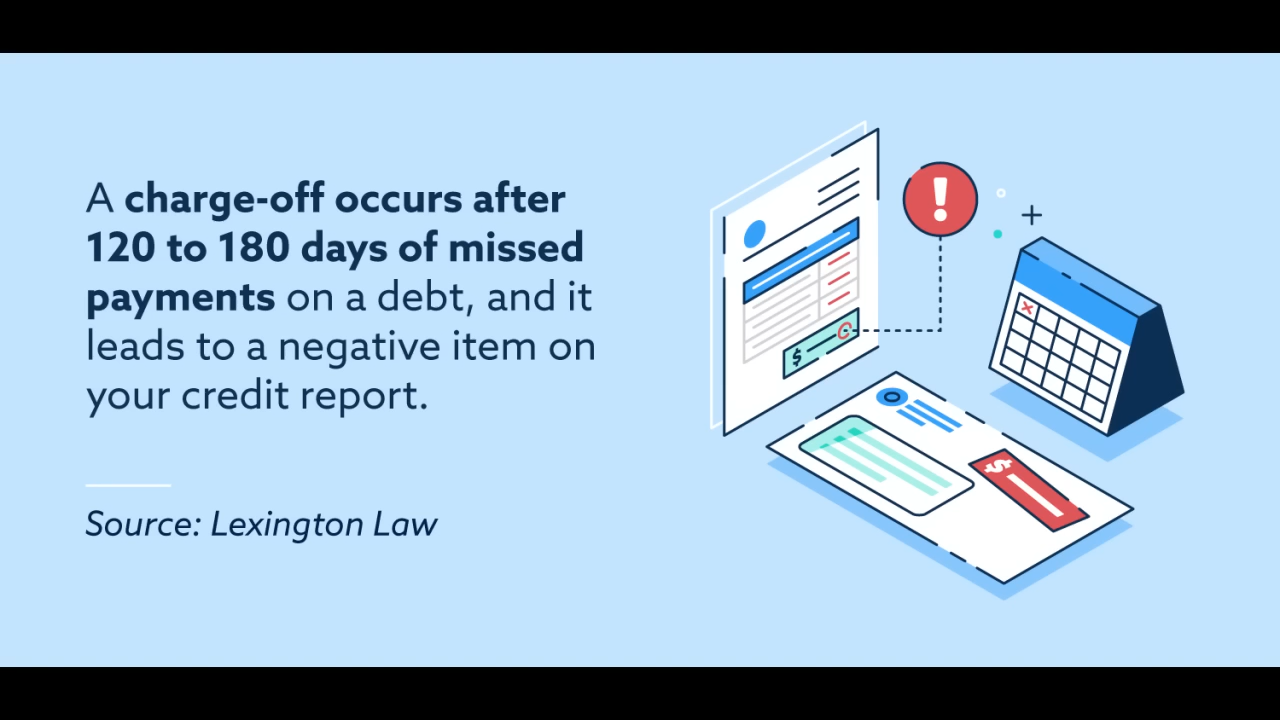 A charge-off occurs after
120 to 180 days of missed
payments on a debt, and it
leads to a negative item on
your credit report.
Source: Lexington Law
!
$
$